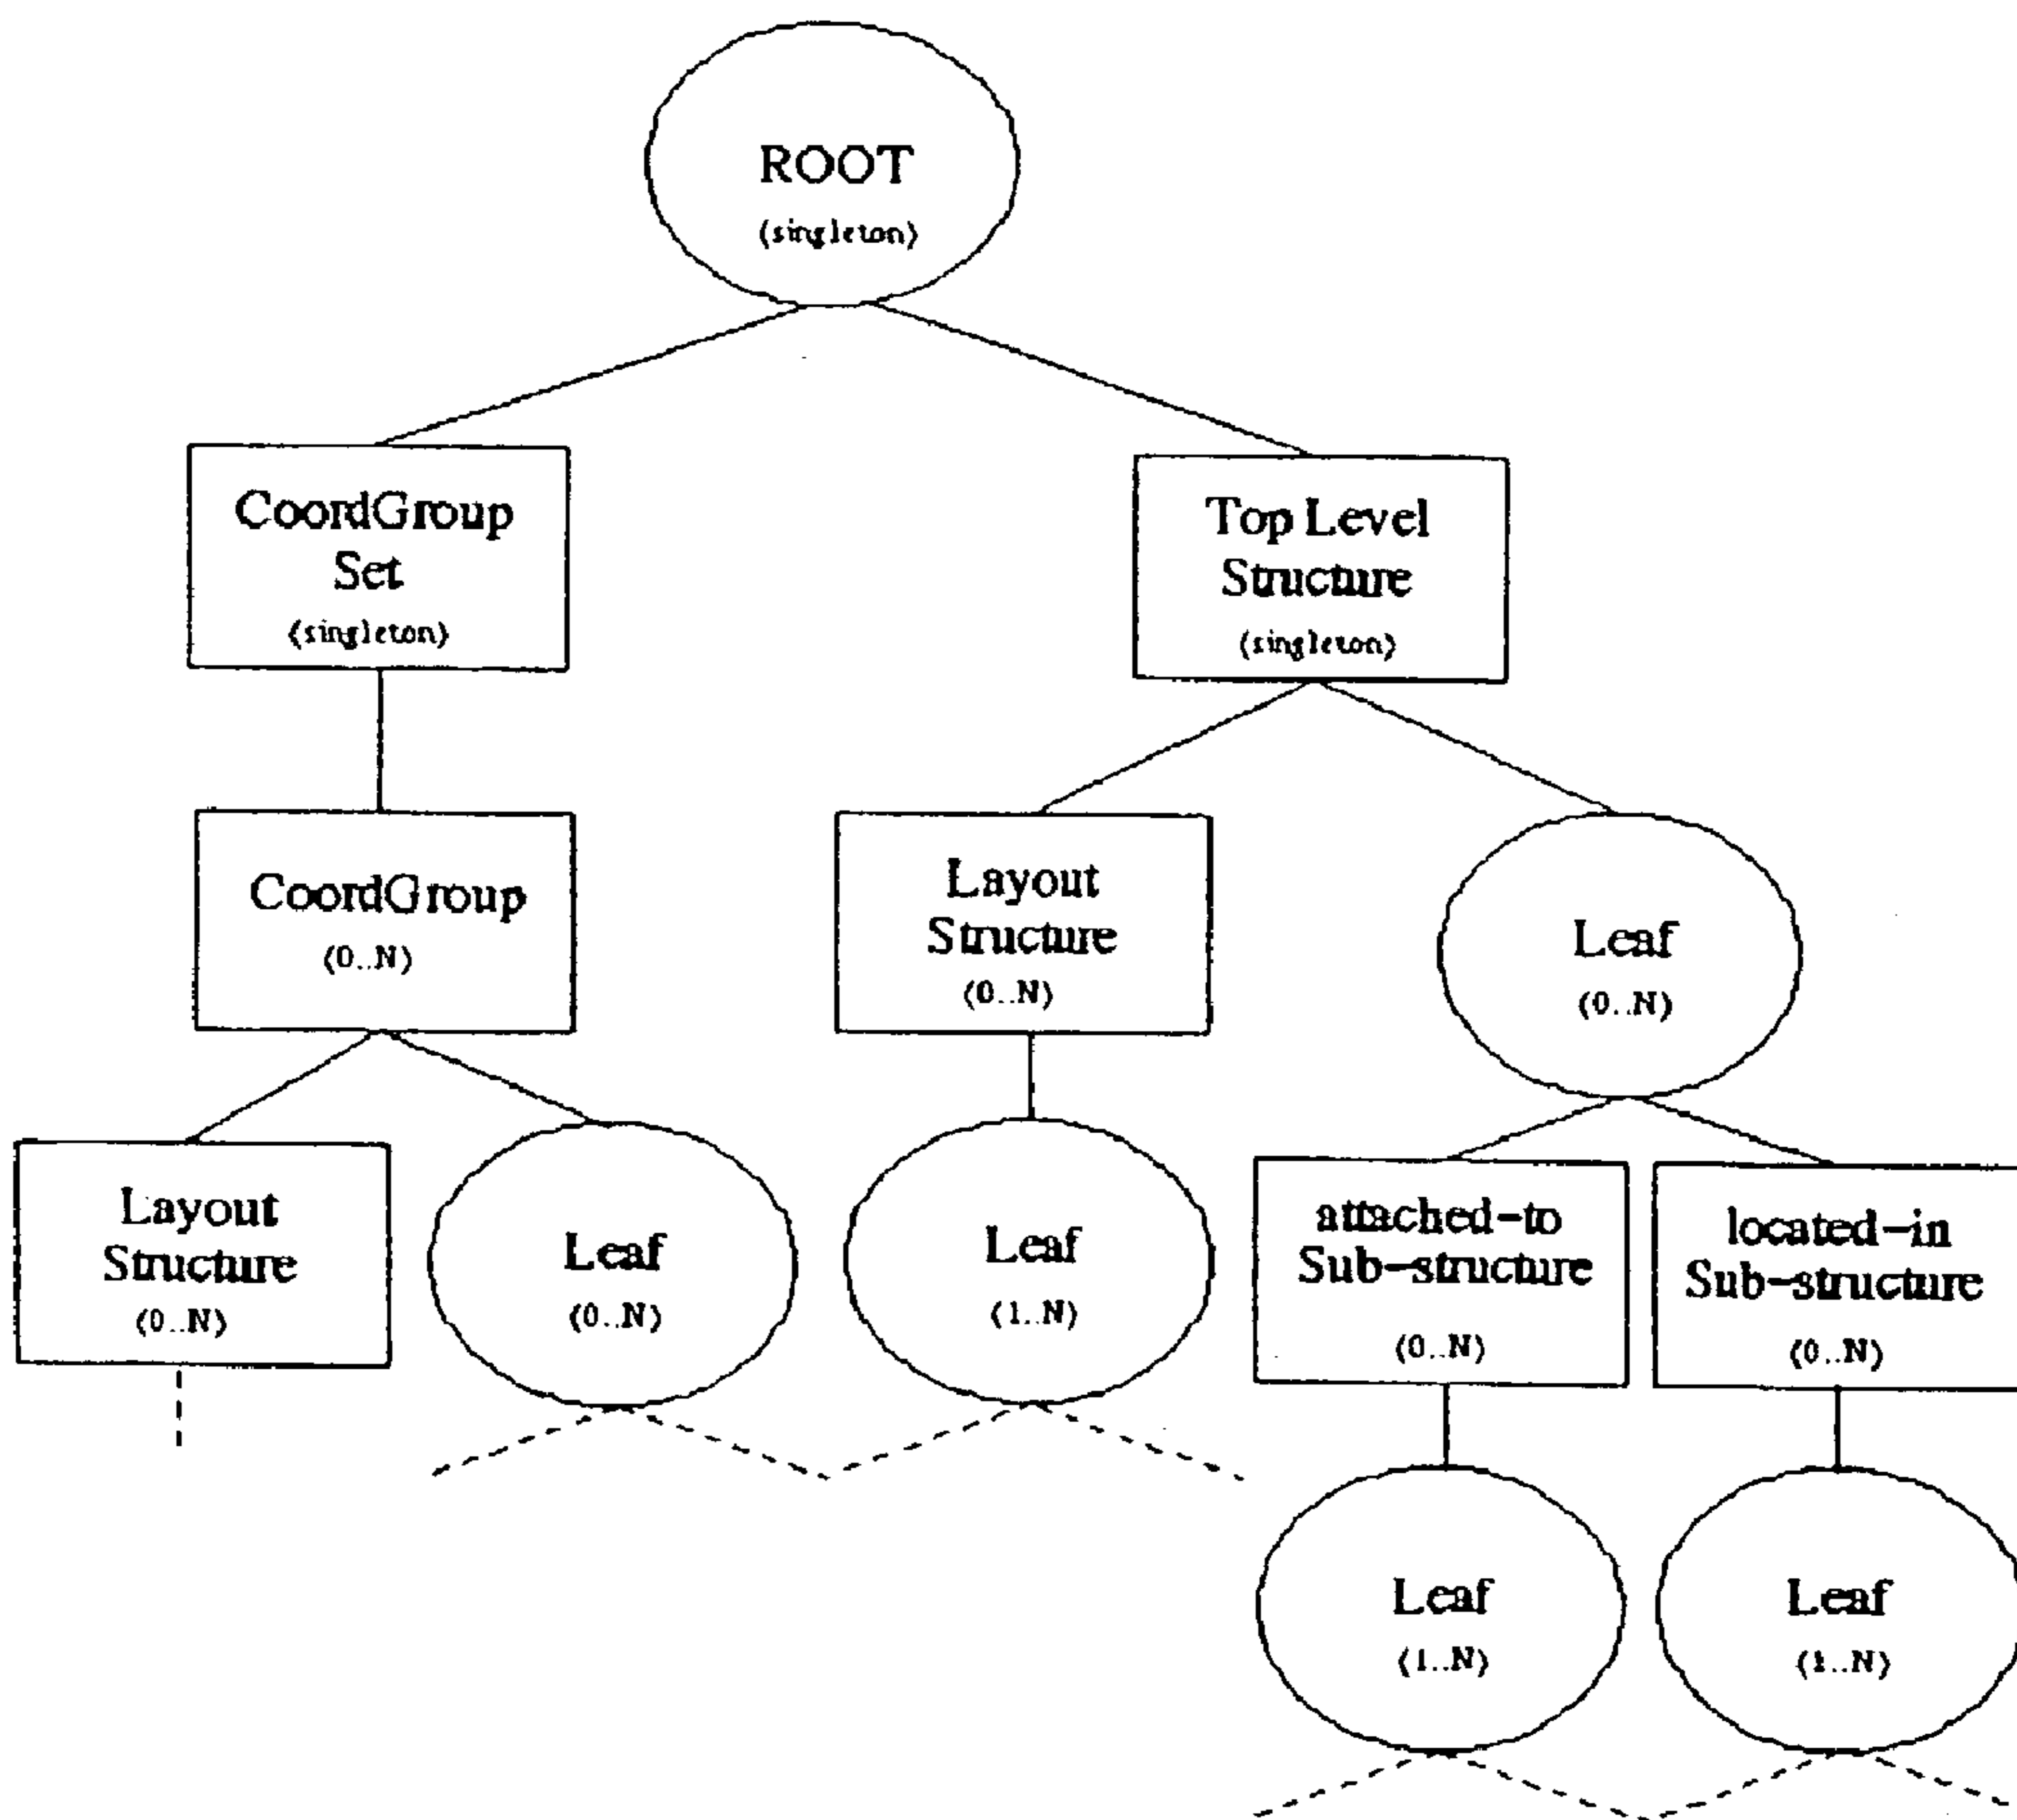 ROOT
(singleton)
CoordGroup
Set
(singleton)
Top Level
Structure
(singleton)
CoordGroup
(0..N)
Layout
Structure
(0..N)
Leaf
(0..N)
Layout
Structure
(0..N)
Leaf
(0..N)
Leaf
(1..N)
attached-to
Sub-structure
(0..N)
located-in
Sub-structure
(0..N)
Leaf
(1..N)
Leaf
(1..N)